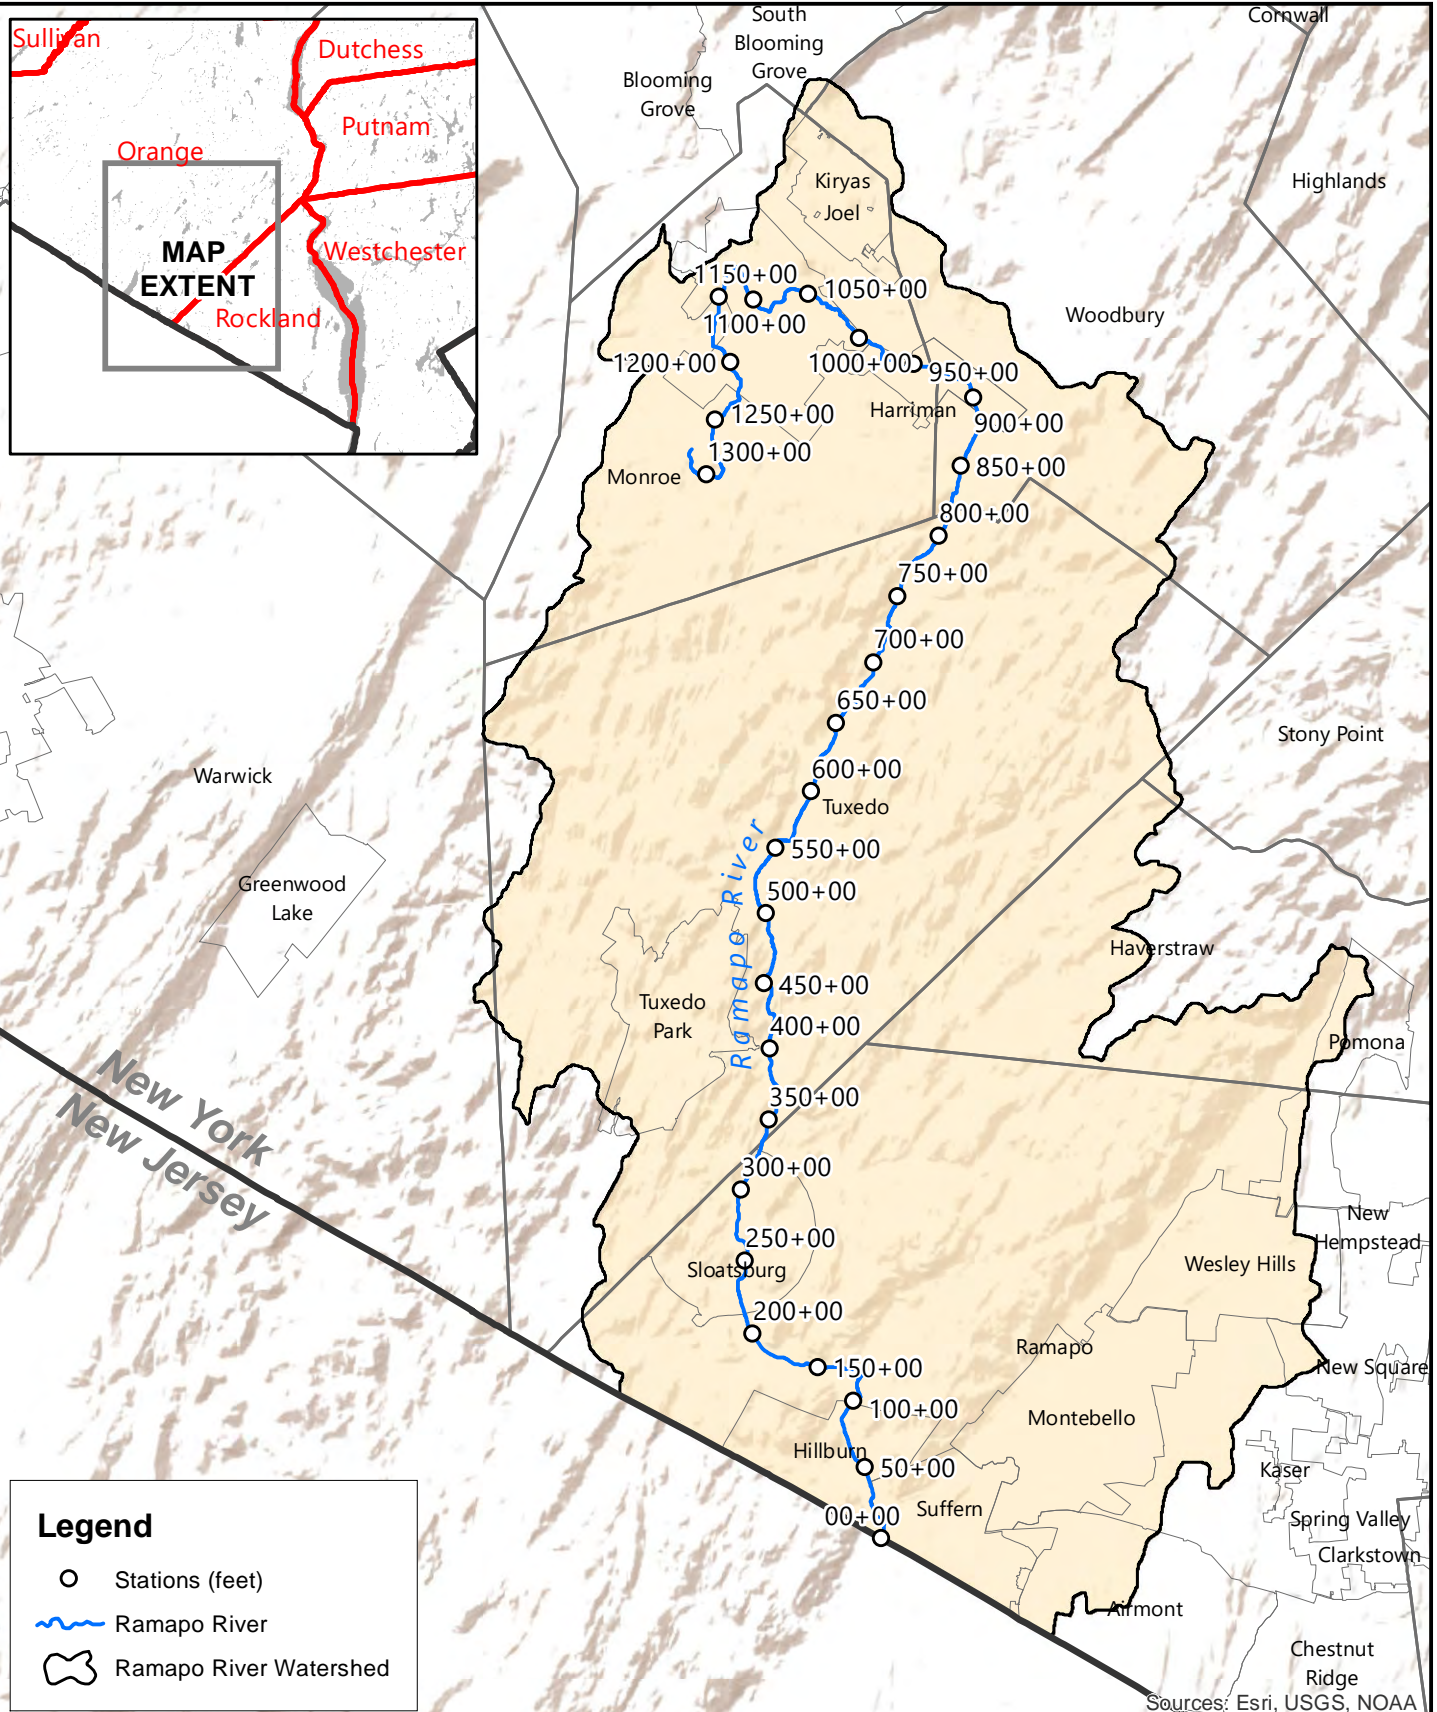 Sullivan
Dutchess
Putnam
Orange
MAP
EXTENT
Westchester
Rockland
South
Blooming
Grove
Blooming
Grove
Cornwall
Kiryas
Joel
Highlands
Woodbury
1150+00
1050+00
1100+00
1200+00
1000+00
950+00
Harriman
1250+00
900+00
1300+00
Monroe
850+00
800+00
750+00
700+00
650+00
Stony Point
Warwick
600+00
Tuxedo
550+00
Ramapo River
500+00
Greenwood
Lake
Haverstraw
450+00
Tuxedo
Park
400+00
Pomona
350+00
New York
New Jersey
300+00
New
Hempstead
250+00
Sloatsburg
Wesley Hills
200+00
Ramapo
150+00
New Square
100+00
Montebello
Hillburn
50+00
Kaser
00+00
Suffern
Spring Valley
Clarkstown
Airmont
Chestnut
Ridge
Legend
Stations (feet)
Ramapo River
Ramapo River Watershed
Sources: Esri, USGS, NOAA